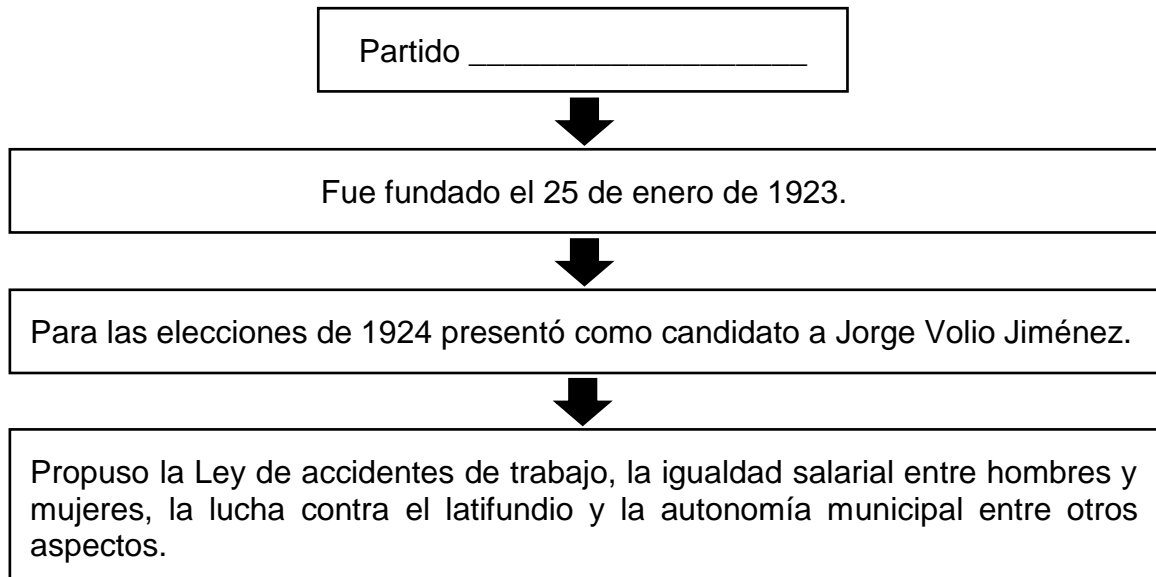 Partido ___________________
Fue fundado el 25 de enero de 1923.
Para las elecciones de 1924 presentó como candidato a Jorge Volio Jiménez.
Propuso la Ley de accidentes de trabajo, la igualdad salarial entre hombres y
mujeres, la lucha contra el latifundio y la autonomía municipal entre otros
aspectos.